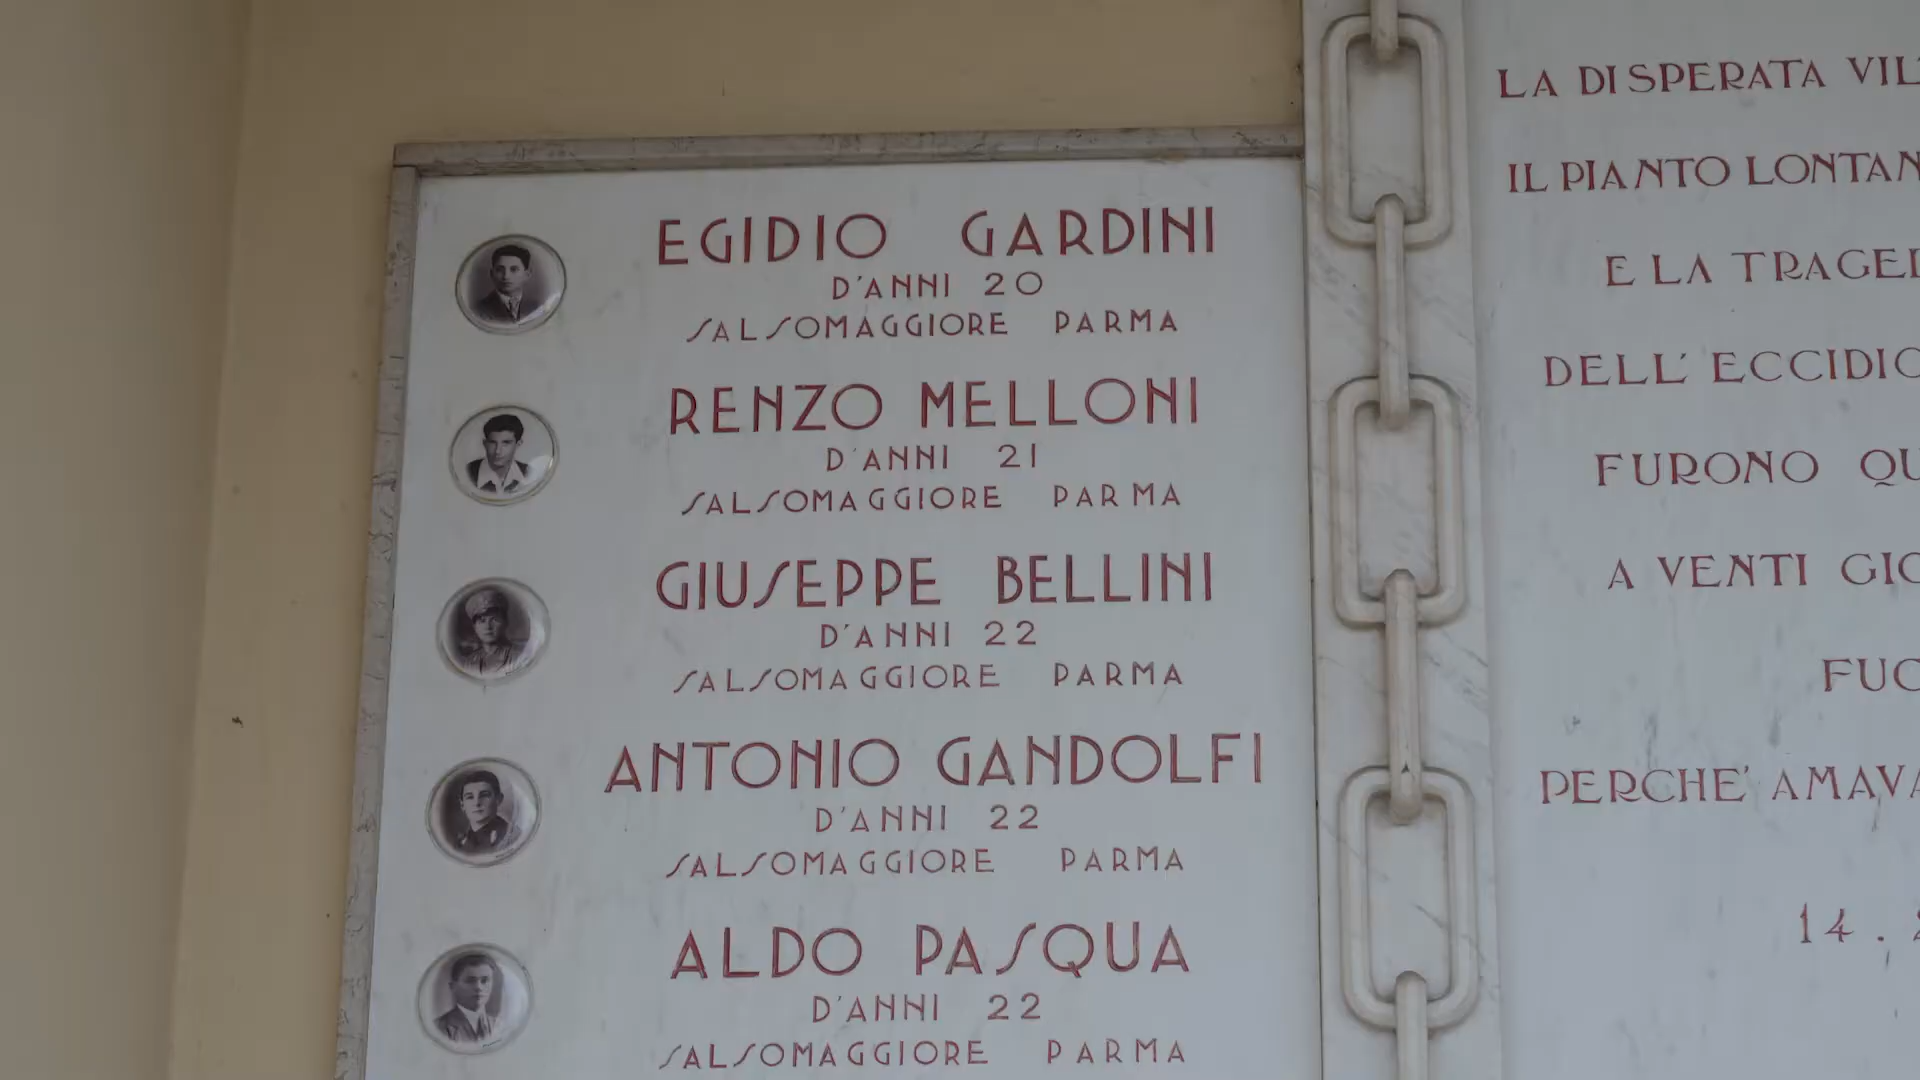 EGIDIO GARDINI
D'ANNI 20
SALSOMAGGIORE PARMA
RENZO MELLONI
D'ANNI 21
SALSOMAGGIORE PARMA
GIUSEPPE BELLINI
D'ANNI 22
SALSOMAGGIORE PARMA
ANTONIO GANDOLFI
D'ANNI 22
SALSOMAGGIORE PARMA
ALDO PASQUA
D'ANNI 22
SALSOMAGGIORE PARMA
LA DISPERATA
IL PIANTO
E LA
DELL' ECCIDIO
FURONO
A VENTI
PERCHE'
14.